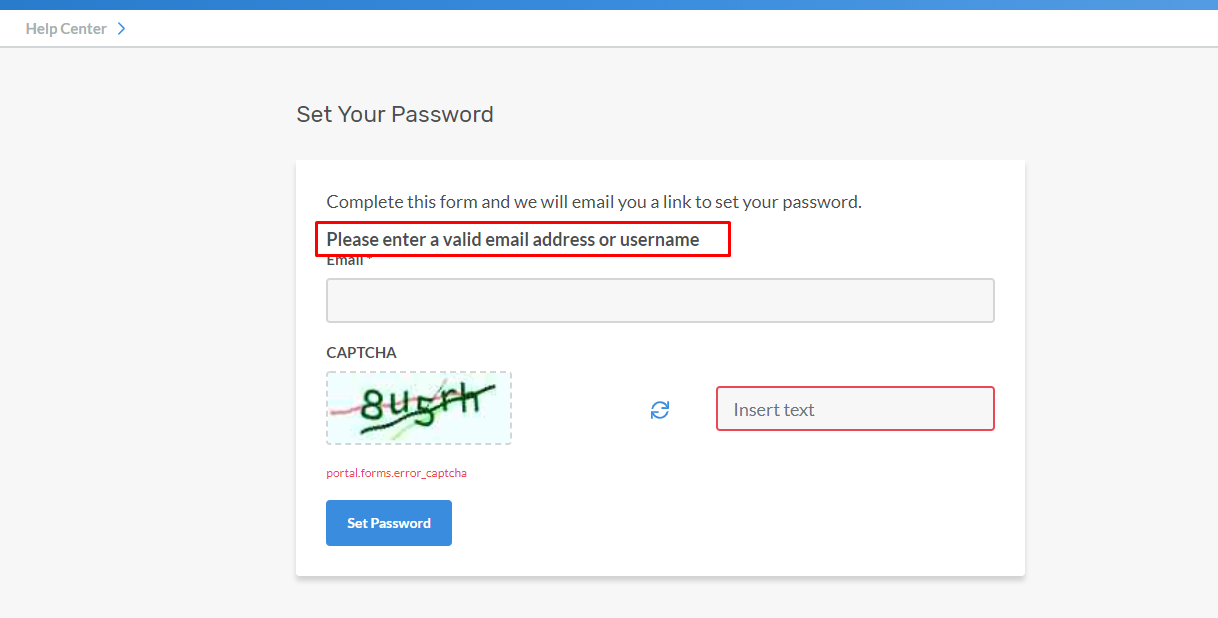 Help Center
Set Your Password
Complete this form and we will email you a link to set your password.
Please enter a valid email address or username
Email *
CAPTCHA
8u5rh
Insert text
portal.forms.error_captcha
Set Password